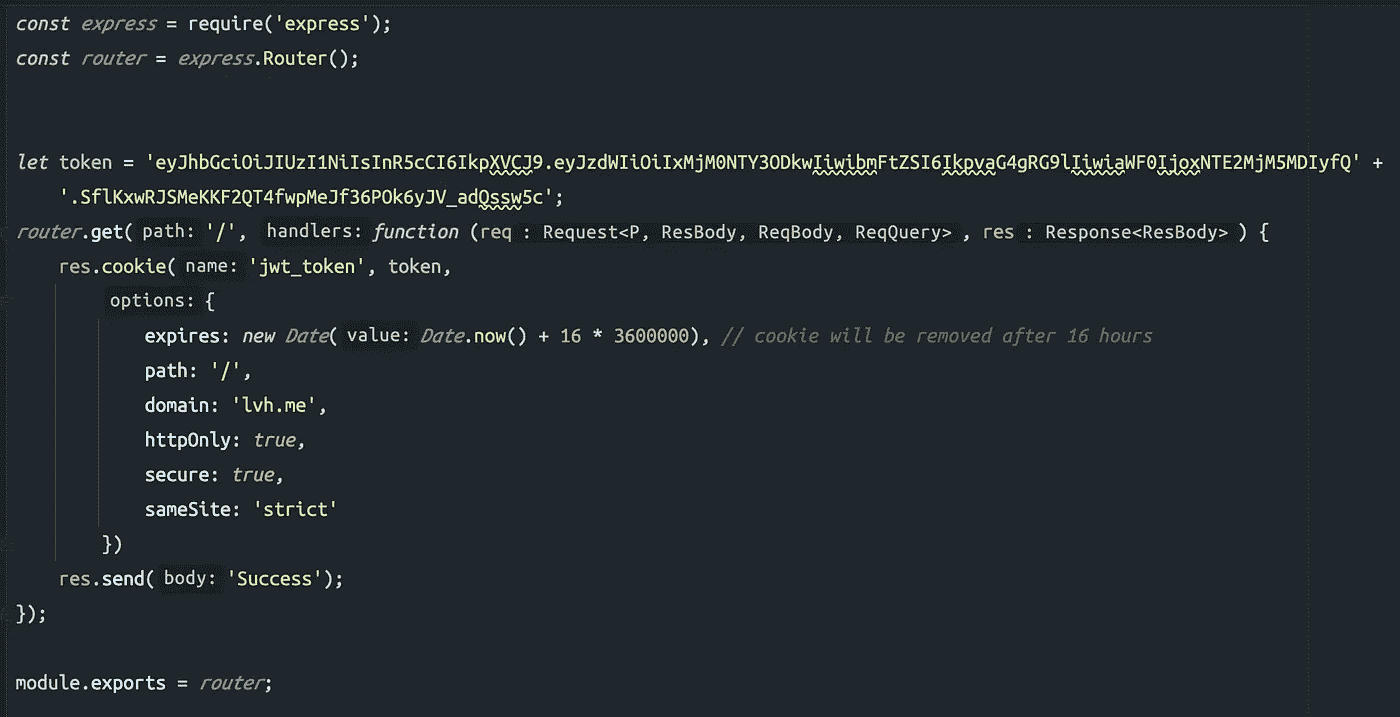 const express = require('express');
const router = express.Router();
let token = 'eyJhbGciOiJIUzI1NiIsInR5cCI6IkpXVCJ9.eyJzdWIiOiIxMjM0NTY3ODkwIiwibmFtZSI6IkpvaG4gRG9lIiwiaWF0IjoxNTE2MjM5MDIyfQ' +
'.SflKxwRJSMeKKF2QT4fwpMeJf36POk6yJV_adQssw5c';
router.get( path: '/', handlers: function (req : Request<P, ResBody, ReqBody, ReqQuery> , res : Response<ResBody> ) {
res.cookie( name: 'jwt_token', token,
options: {
expires: new Date( value: Date.now() + 16 * 3600000), // cookie will be removed after 16 hours
path: '/',
domain: 'lvh.me',
httpOnly: true,
secure: true,
sameSite: 'strict'
})
res.send( body: 'Success');
});
module.exports = router;